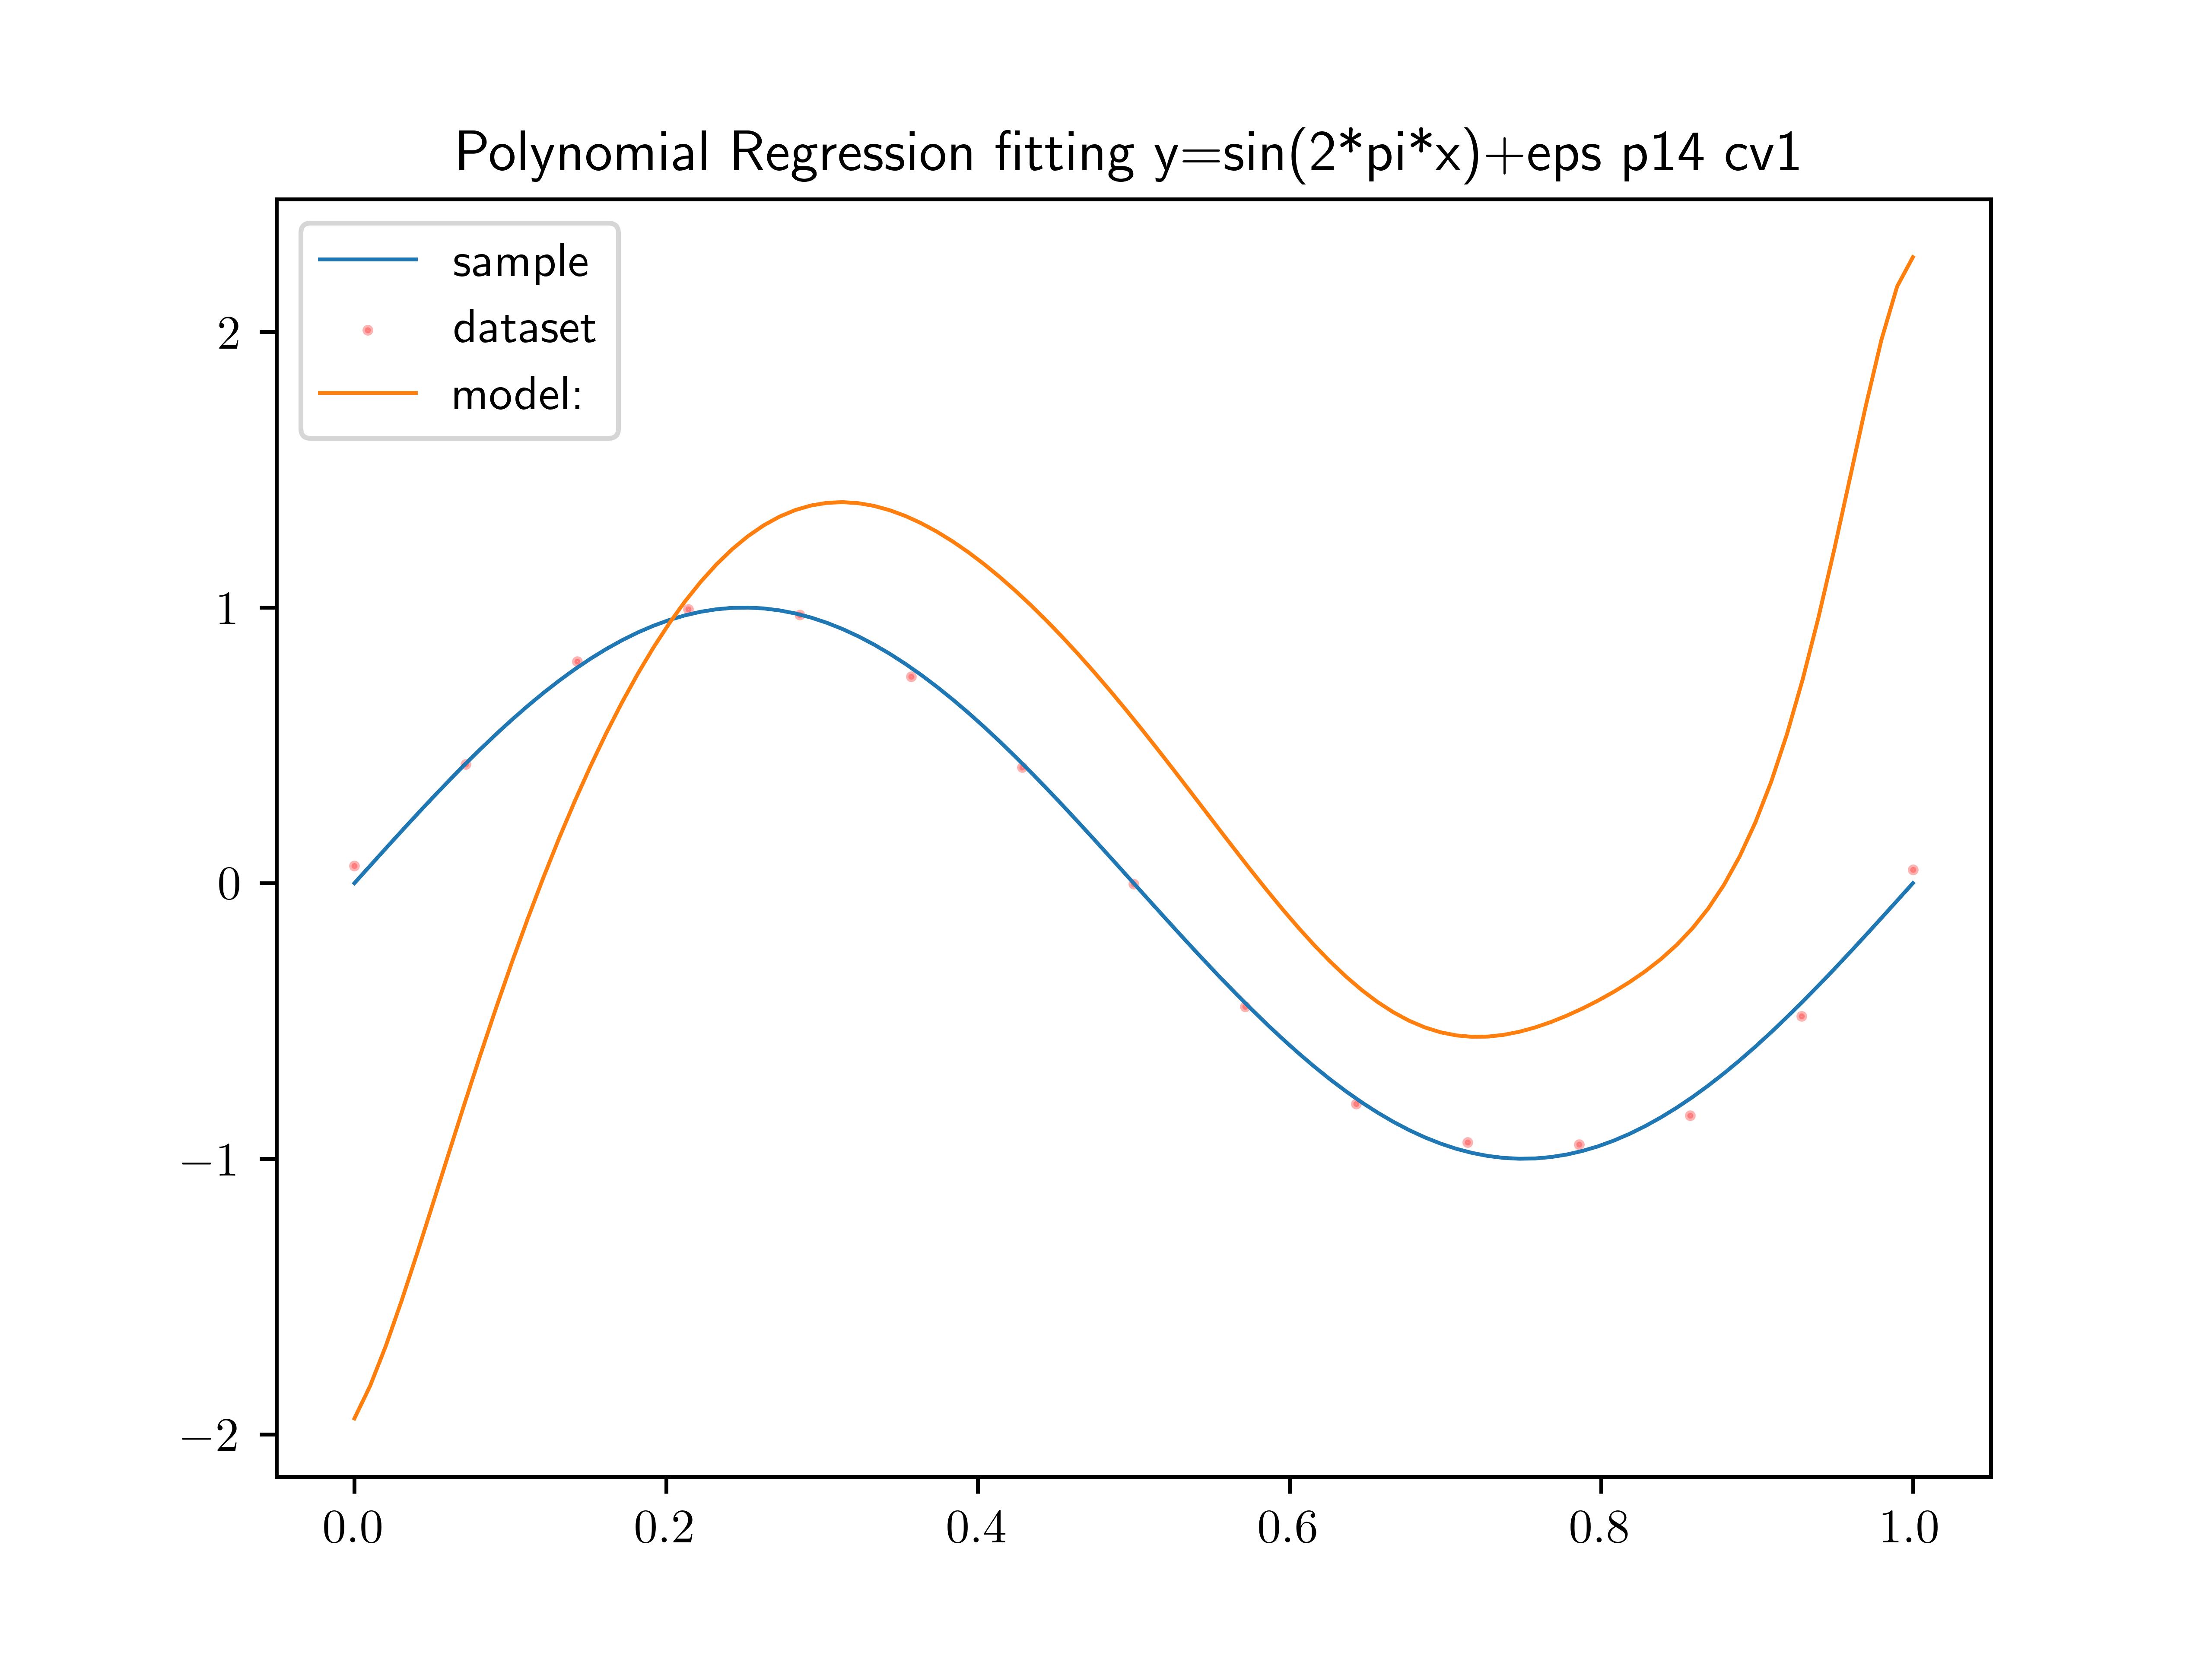 Polynomial Regression fitting y=sin(2*pi*x)+eps p14 cv1
sample
dataset
model:
2
1
0
−1
−2
0.0 0.2 0.4 0.6 0.8 1.0